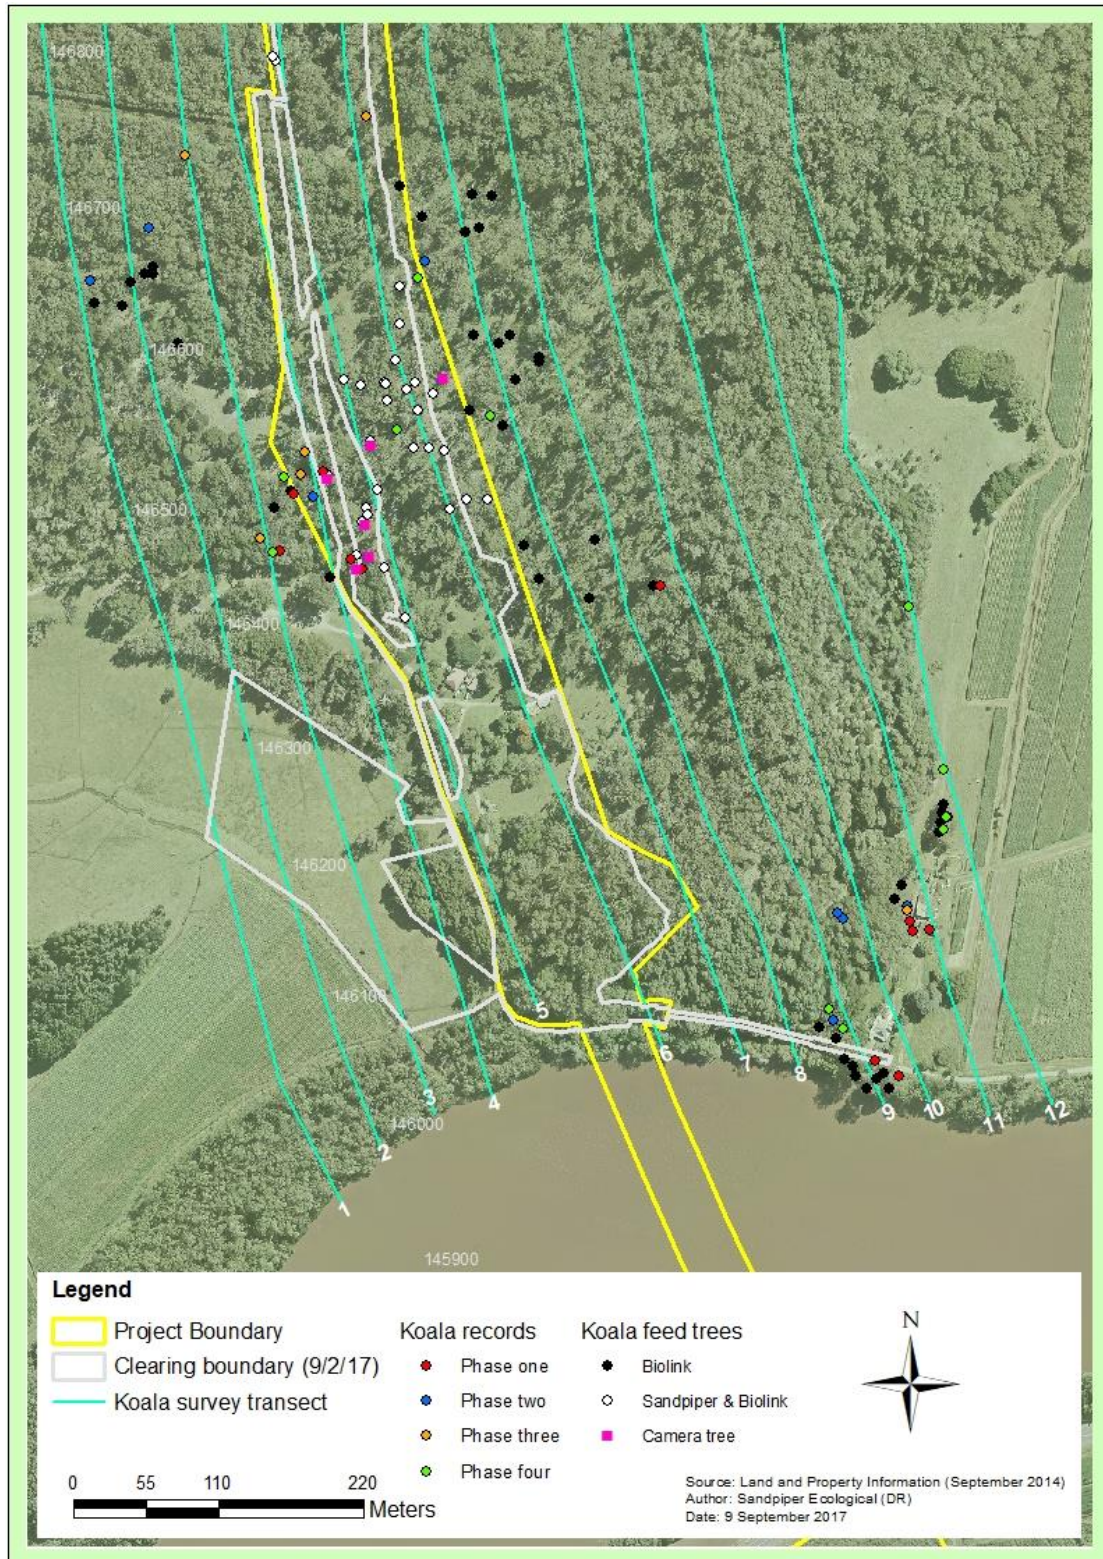 146800
146700
146600
146500
146400
146300
146200
146100
146000
145900
1
2
3
4
5
6
7
8
9
10
11
12
Legend
Project Boundary
Clearing boundary (9/2/17)
Koala survey transect
0 55 110 220
Meters
Koala records
Phase one
Phase two
Phase three
Phase four
Koala feed trees
Biolink
Sandpiper & Biolink
Camera tree
N
Source: Land and Property Information (September 2014)
Author: Sandpiper Ecological (DR)
Date: 9 September 2017